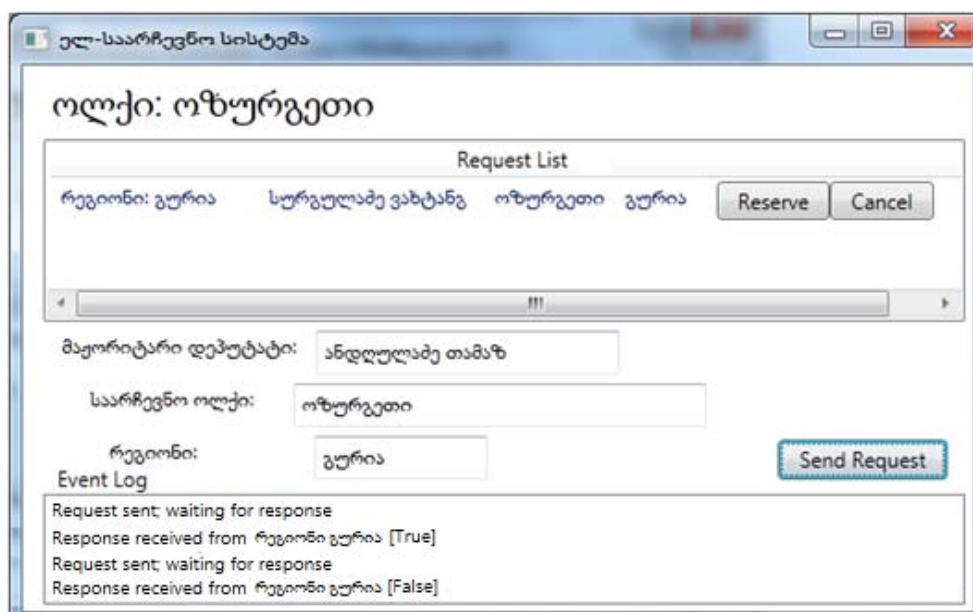 ელ-საარჩევნო სისტემა
ოლქი: ოზურგეთი
Request List
რეგიონი: გურია სურგულაძე ვახტანგ ოზურგეთი გურია Reserve Cancel
მაჟორიტარი დეპუტატი: ანდღულაძე თამაზ
საარჩევნო ოლქი: ოზურგეთი
რეგიონი: გურია Send Request
Event Log
Request sent; waiting for response
Response received from რეგიონი გურია [True]
Request sent; waiting for response
Response received from რეგიონი გურია [False]